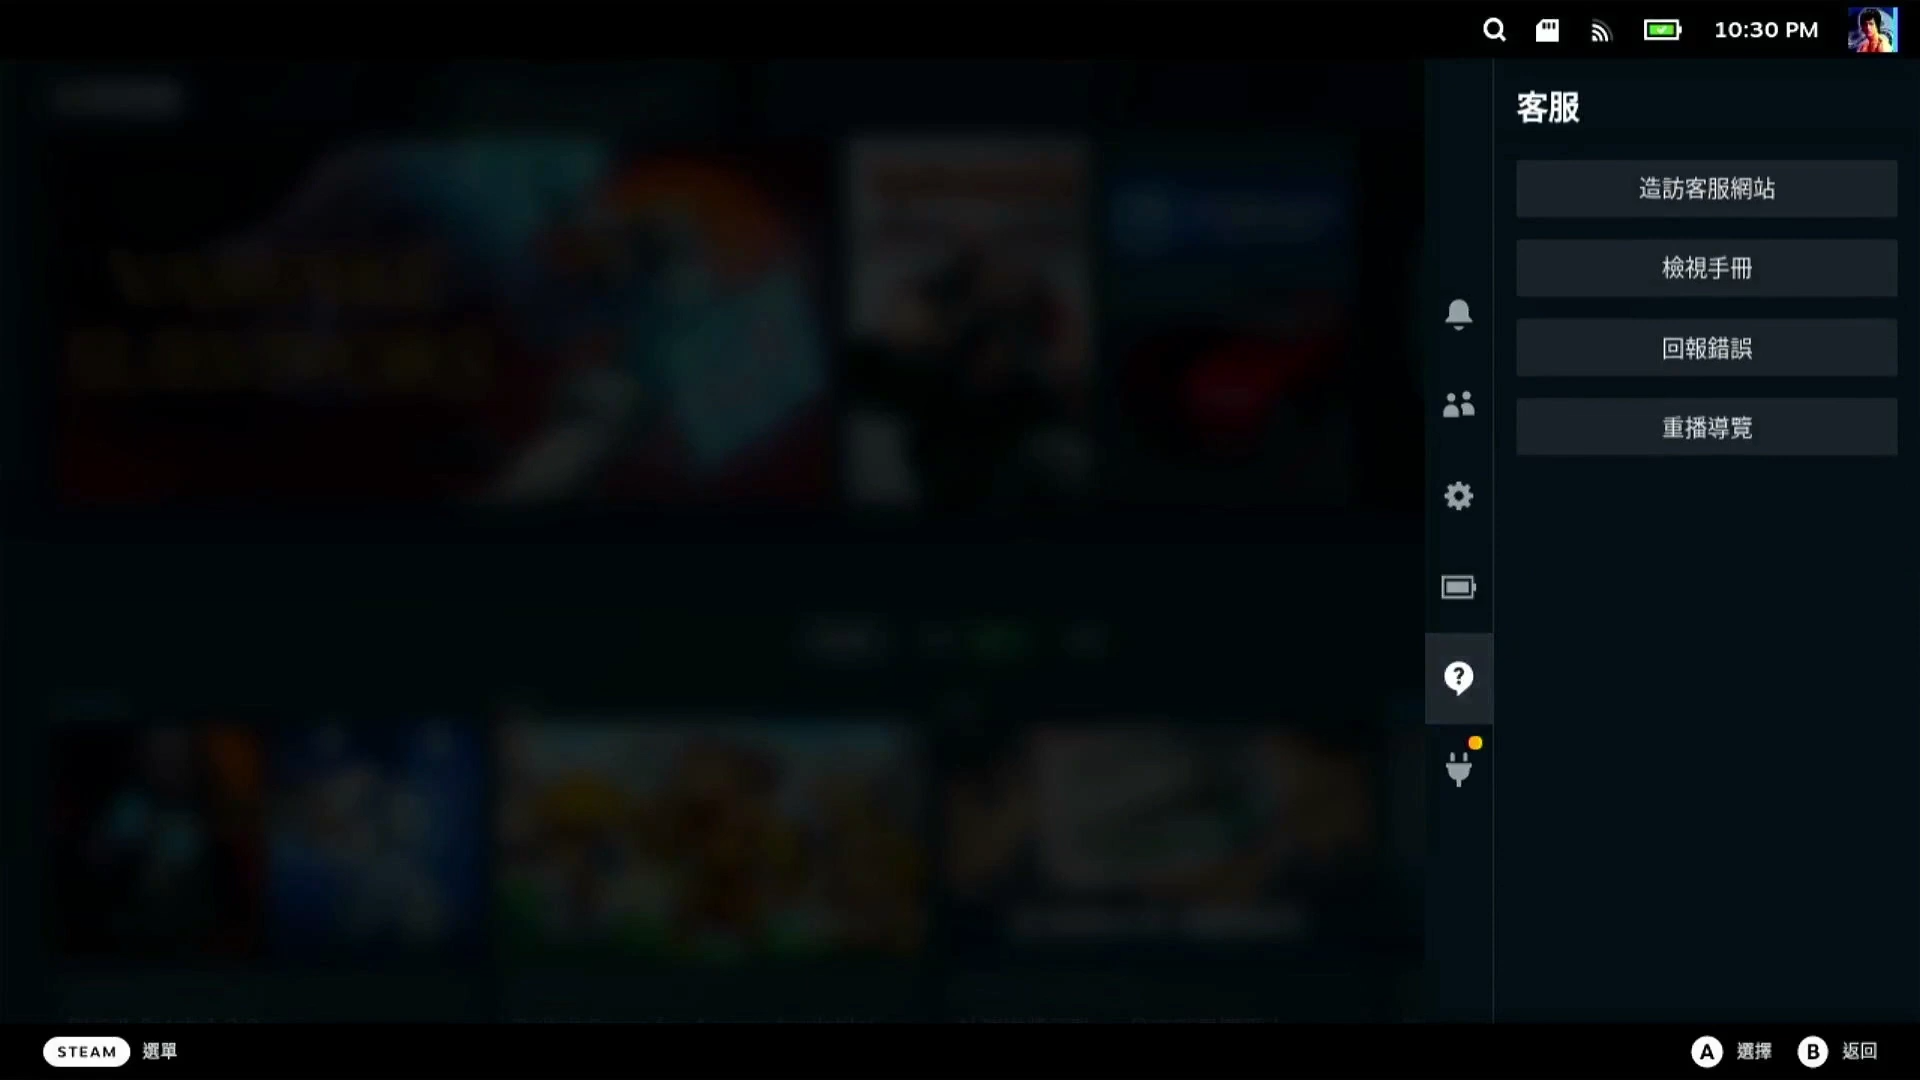 10:30 PM
客服
造訪客服網站
檢視手冊
回報錯誤
重播導覽
STEAM 選單
A 選擇 B 返回